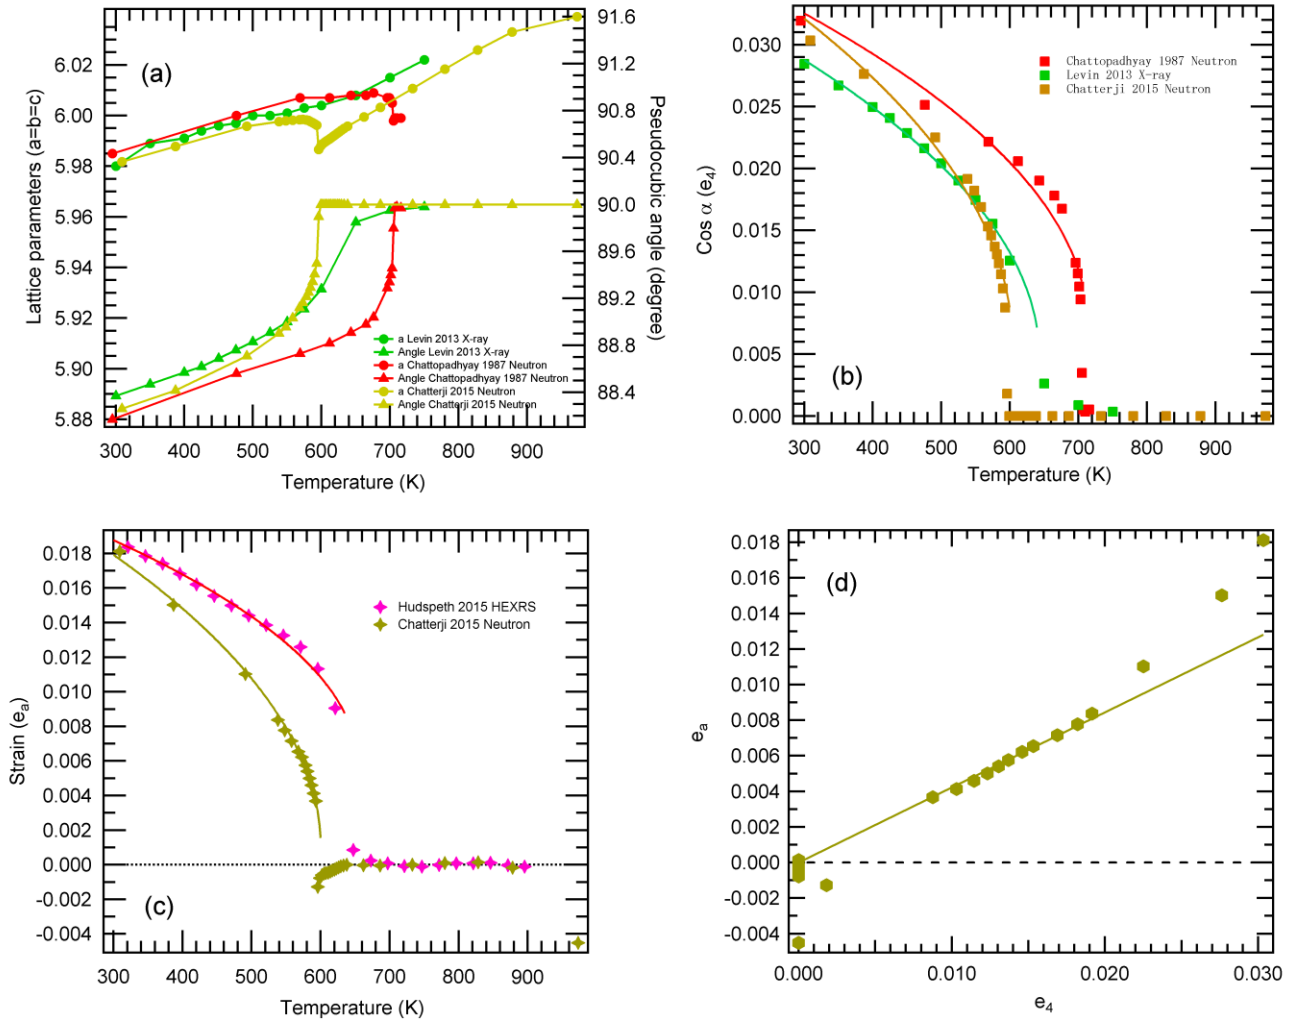 (a)
Lattice parameters (a=b=c)
6.02
6.00
5.98
5.96
5.94
5.92
5.90
5.88
91.6
91.2
90.8
90.4
90.0
89.6
89.2
88.8
88.4
Pseudocubic angle (degree)
a Levin 2013 X-ray
Angle Levin 2013 X-ray
a Chattopadhyay 1987 Neutron
Angle Chattopadhyay 1987 Neutron
a Chatterji 2015 Neutron
Angle Chatterji 2015 Neutron
300 400 500 600 700 800 900
Temperature (K)
Cos α (e4)
0.030
0.025
0.020
0.015
0.010
0.005
0.000
Chattopadhyay 1987 Neutron
Levin 2013 X-ray
Chatterji 2015 Neutron
(b)
300 400 500 600 700 800 900
Temperature (K)
Strain (ea)
0.018
0.016
0.014
0.012
0.010
0.008
0.006
0.004
0.002
0.000
-0.002
-0.004
Hudspeth 2015 HEXRS
Chatterji 2015 Neutron
(c)
300 400 500 600 700 800 900
Temperature (K)
(d)
ea
0.018
0.016
0.014
0.012
0.010
0.008
0.006
0.004
0.002
0.000
-0.002
-0.004
0.000 0.010 0.020 0.030
e4